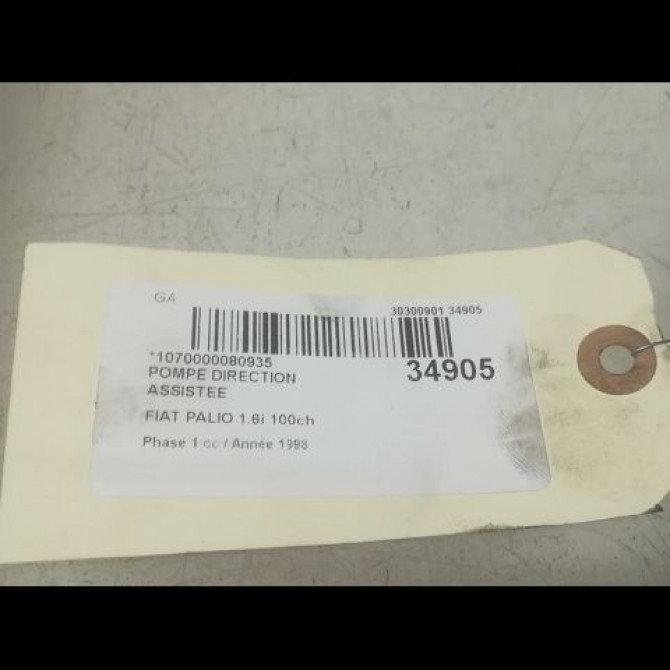 GA
30300901 34905
*1070000080935
34905
POMPE DIRECTION
ASSISTEE
FIAT PALIO 1.6i 100ch
Phase 1 cc / Année 1998